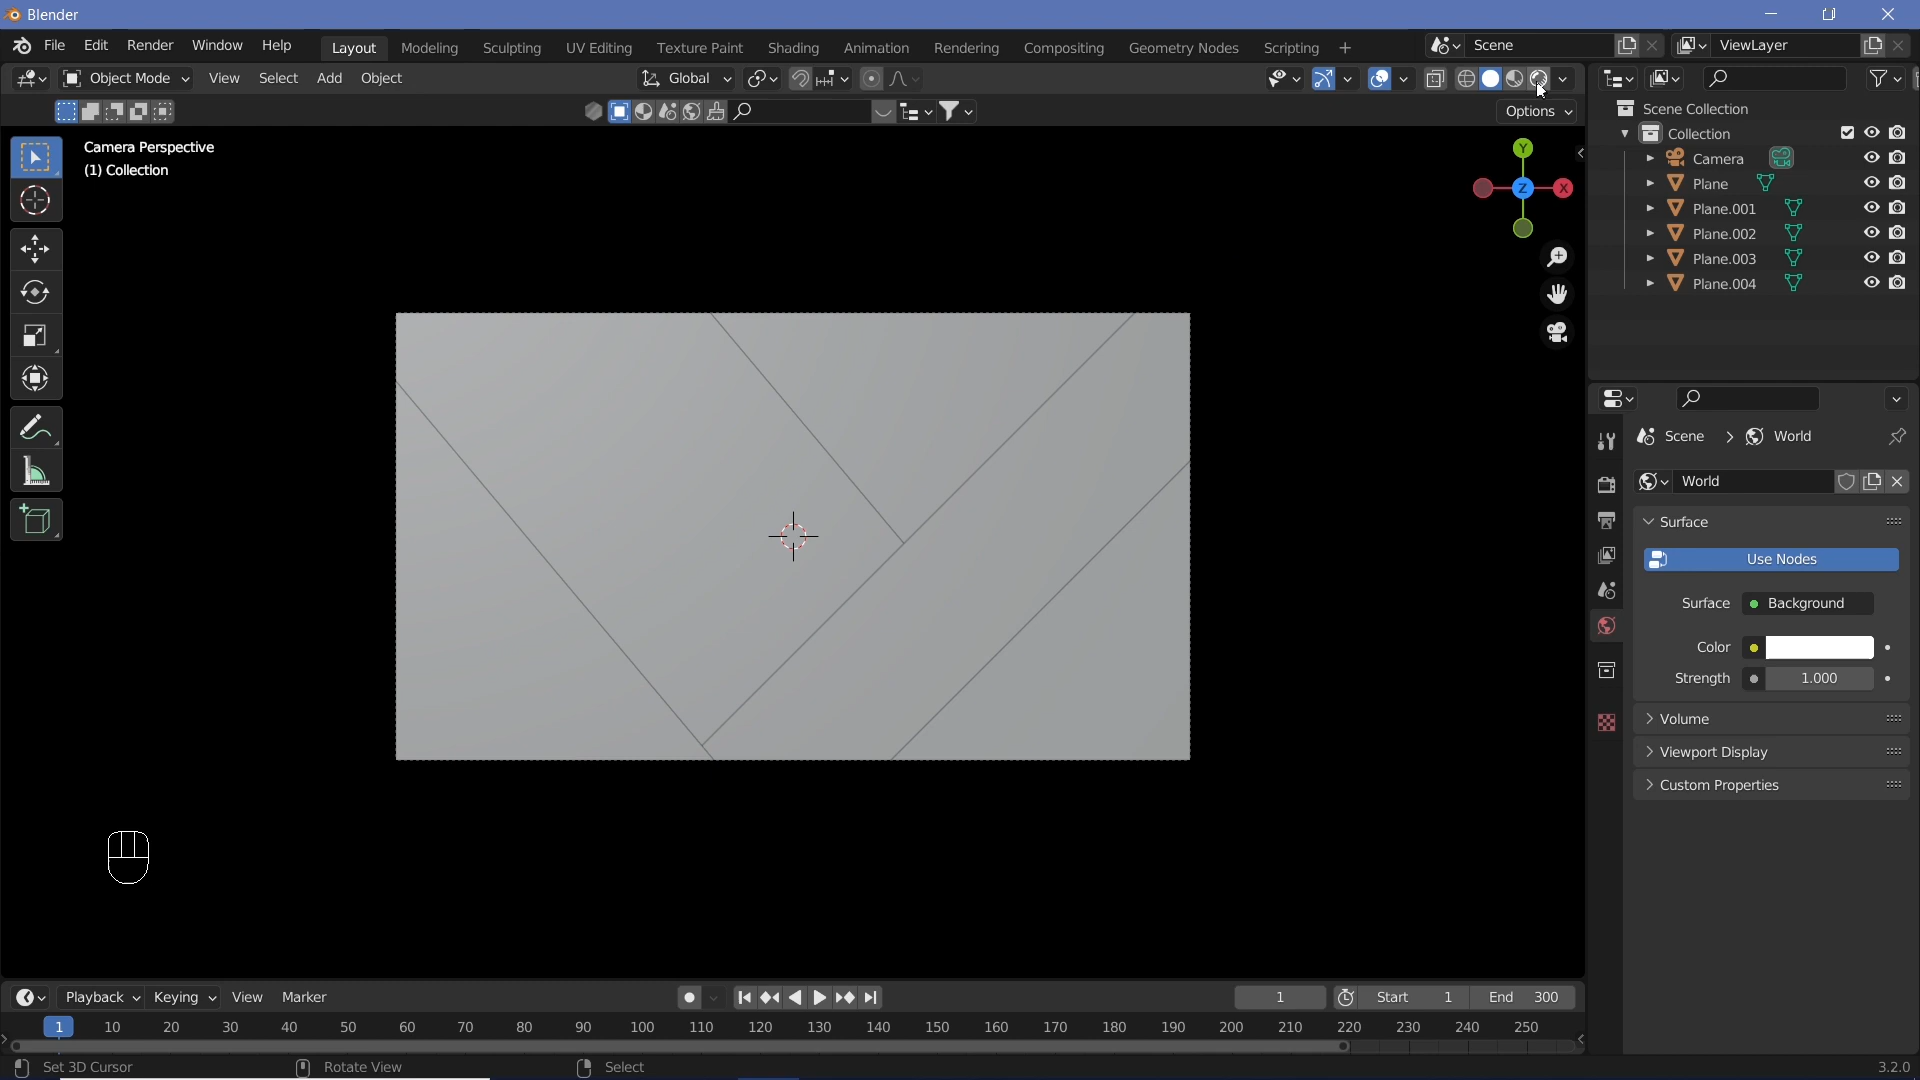 Blender
File Edit Render Window Help Layout Modeling Sculpting UV Editing Texture Paint Shading Animation Rendering Compositing Geometry Nodes Scripting + Scene ViewLayer
Object Mode View Select Add Object Global
Options
Camera Perspective
(1) Collection
Y
X
Z
Scene Collection
Collection
Camera
Plane
Plane.001
Plane.002
Plane.003
Plane.004
Scene > World
World
Surface
Use Nodes
Surface Background
Color
Strength 1.000
Volume
Viewport Display
Custom Properties
Playback Keying View Marker 1 Start 1 End 300
1 10 20 30 40 50 60 70 80 90 100 110 120 130 140 150 160 170 180 190 200 210 220 230 240 250
Set 3D Cursor Rotate View Select 3.2.0